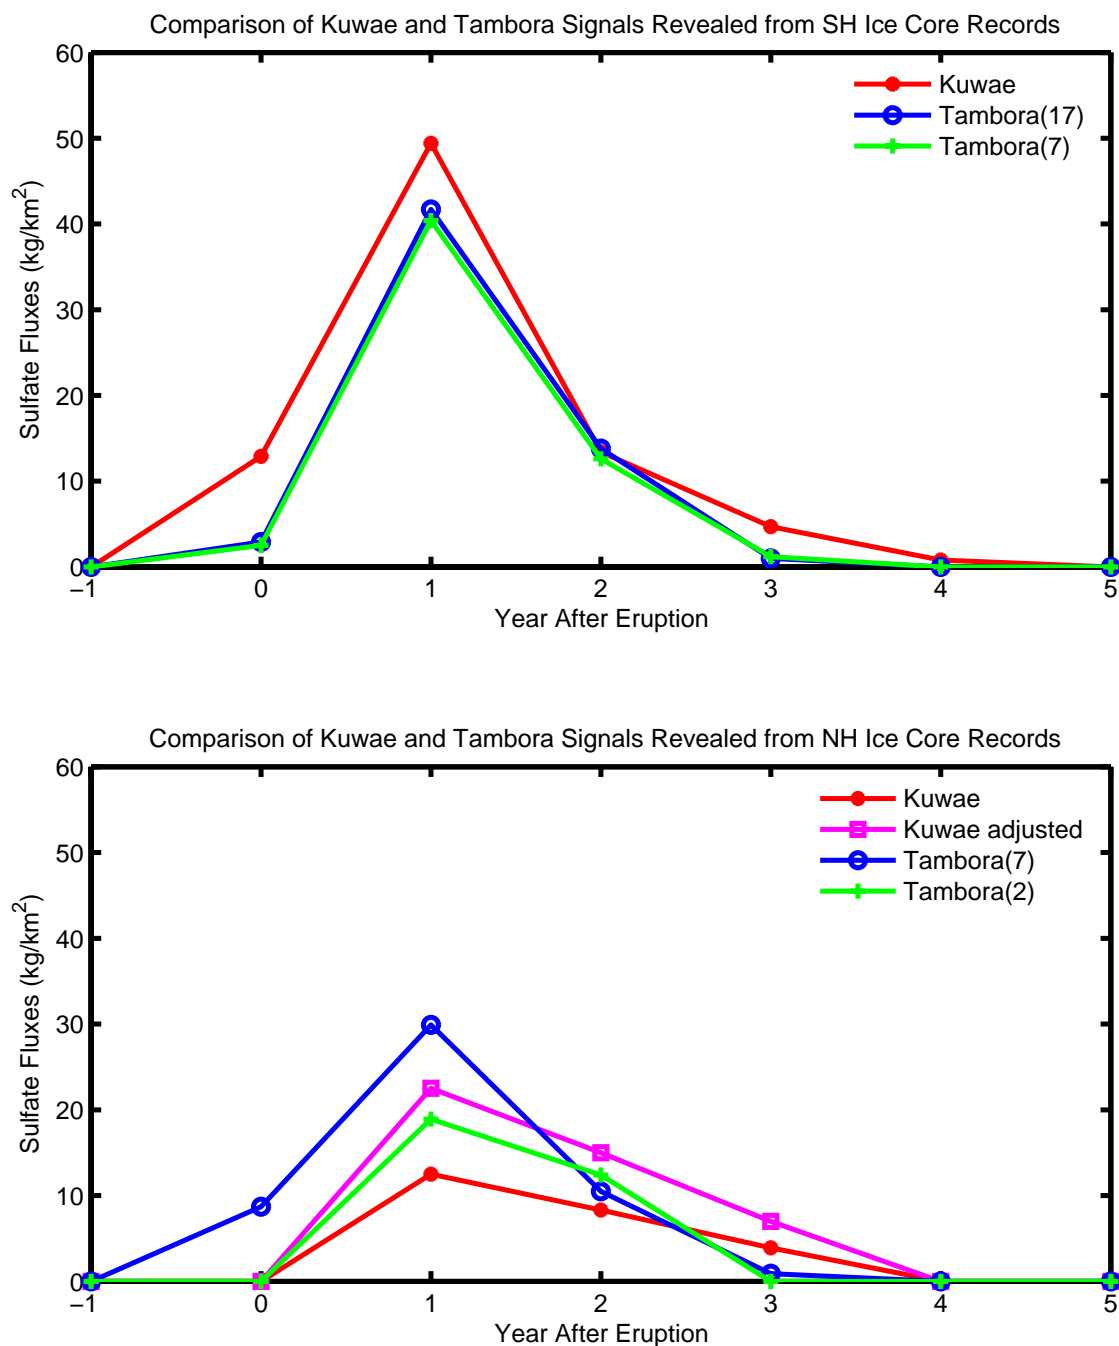 Comparison of Kuwae and Tambora Signals Revealed from SH Ice Core Records
60
50
40
30
20
10
0
Sulfate Fluxes (kg/km²)
Kuwae
Tambora(17)
Tambora(7)
−1 0 1 2 3 4 5
Year After Eruption
Comparison of Kuwae and Tambora Signals Revealed from NH Ice Core Records
60
50
40
30
20
10
0
Sulfate Fluxes (kg/km²)
Kuwae
Kuwae adjusted
Tambora(7)
Tambora(2)
−1 0 1 2 3 4 5
Year After Eruption